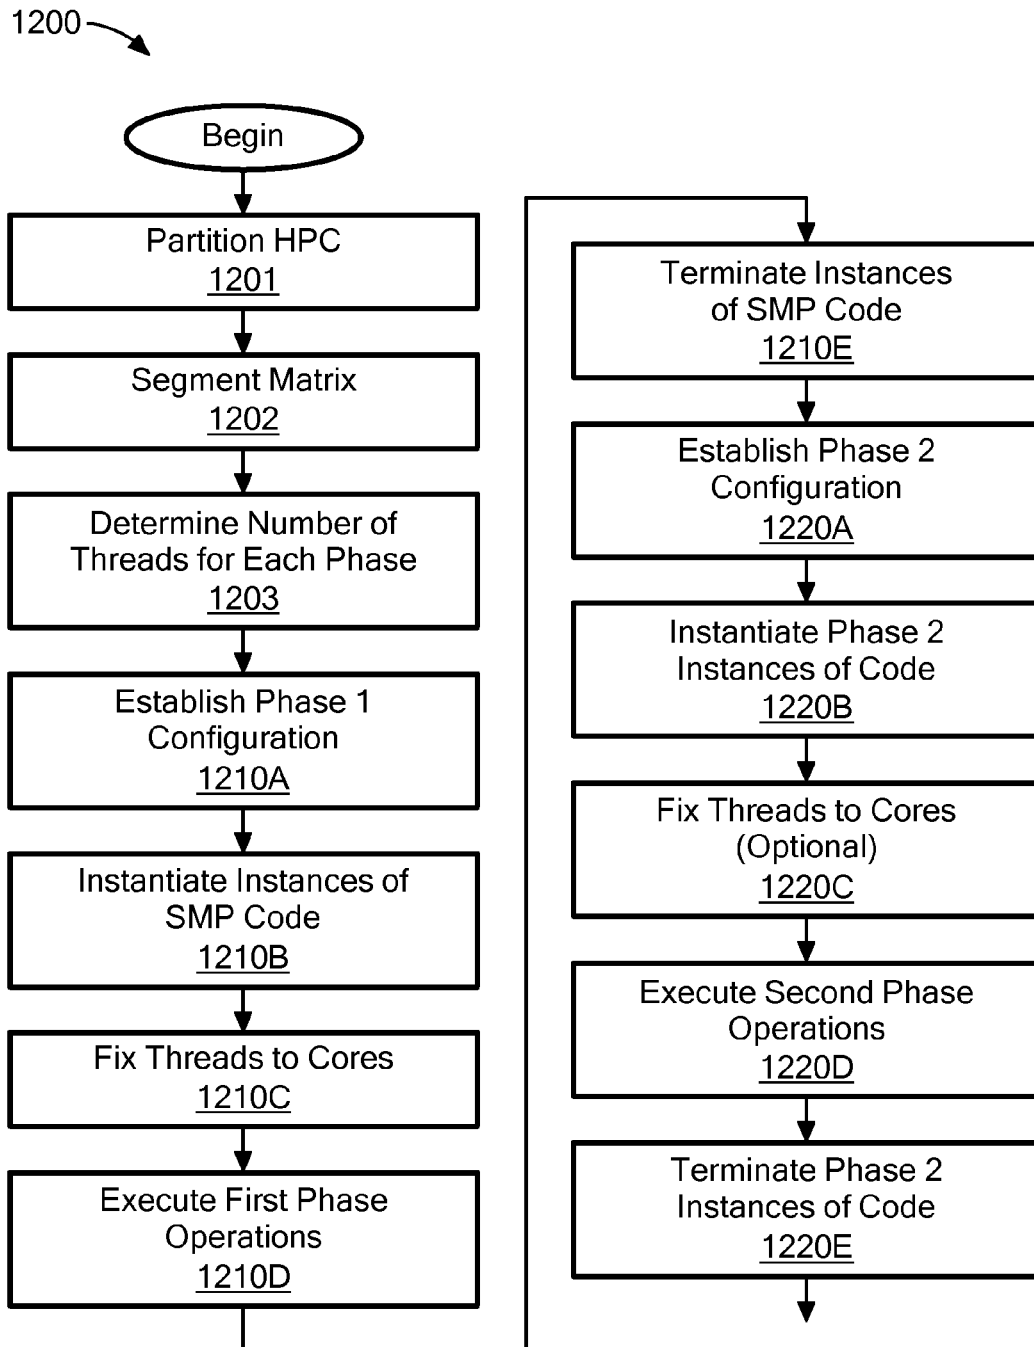 1200
Begin
Partition HPC
1201
Segment Matrix
1202
Determine Number of
Threads for Each Phase
1203
Establish Phase 1
Configuration
1210A
Instantiate Instances of
SMP Code
1210B
Fix Threads to Cores
1210C
Execute First Phase
Operations
1210D
Terminate Instances
of SMP Code
1210E
Establish Phase 2
Configuration
1220A
Instantiate Phase 2
Instances of Code
1220B
Fix Threads to Cores
(Optional)
1220C
Execute Second Phase
Operations
1220D
Terminate Phase 2
Instances of Code
1220E